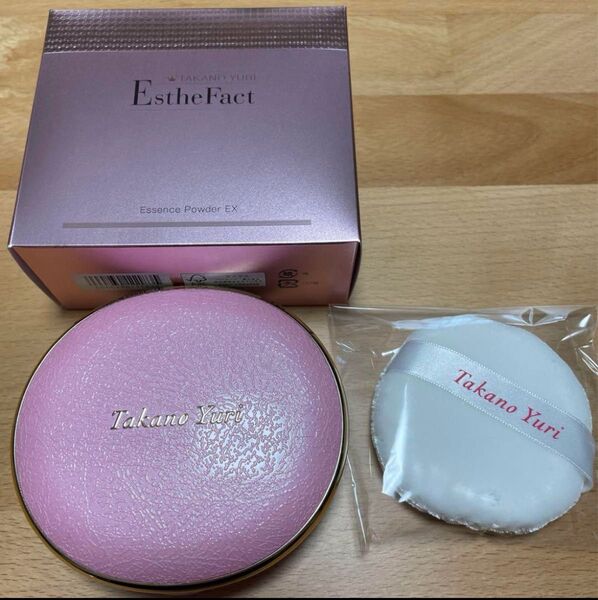 TAKANO YURI
EstheFact
Essence Powder EX
Takano Yuri
Takano Yuri